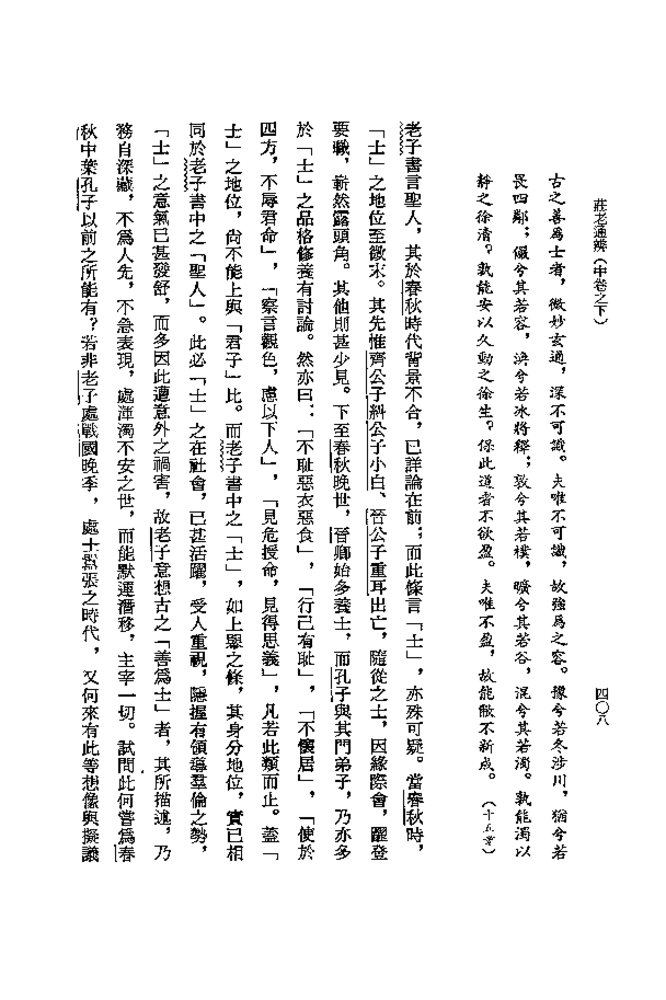 莊老通辨（中卷之下）
四〇八
古之善爲士者，微妙玄通，深不可識。夫唯不可識，故強爲之容。豫兮若冬涉川，猶兮若
畏四鄰；儼兮其若容，渙兮若冰將釋；敦兮其若樸，曠兮其若谷，混兮其若濁。孰能濁以
靜之徐清？孰能安以久動之徐生？保此道者不欲盈。夫唯不盈，故能敝不新成。（十五章）
老子書言聖人，其於春秋時代背景不合，已詳論在前；而此條言「士」，亦殊可疑。當春秋時，
「士」之地位至微末。其先惟齊公子糾公子小白、晉公子重耳出亡，隨從之士，因緣際會，躍登
要職，嶄然露頭角。其他則甚少見。下至春秋晚世，晉卿始多養士，而孔子與其門弟子，乃亦多
於「士」之品格修養有討論。然亦曰：「不恥惡衣惡食」，「行己有恥」，「不懷居」，「使於
四方，不辱君命」，「察言觀色，慮以下人」，「見危授命，見得思義」，凡若此類而止。蓋「
士」之地位，尚不能上與「君子」比。而老子書中之「士」，如上舉之條，其身分地位，實已相
同於老子書中之「聖人」。此必「士」之在社會，已甚活躍，受人重視，隱握有領導羣倫之勢，
「士」之意氣已甚發舒，而多因此遭意外之禍害，故老子意想古之「善爲士」者，其所描述，乃
務自深藏，不爲人先，不急表現，處渾濁不安之世，而能默運潛移，主宰一切。試問此何嘗爲春
秋中葉孔子以前之所能有？若非老子處戰國晚季，處士囂張之時代，又何來有此等想像與擬議